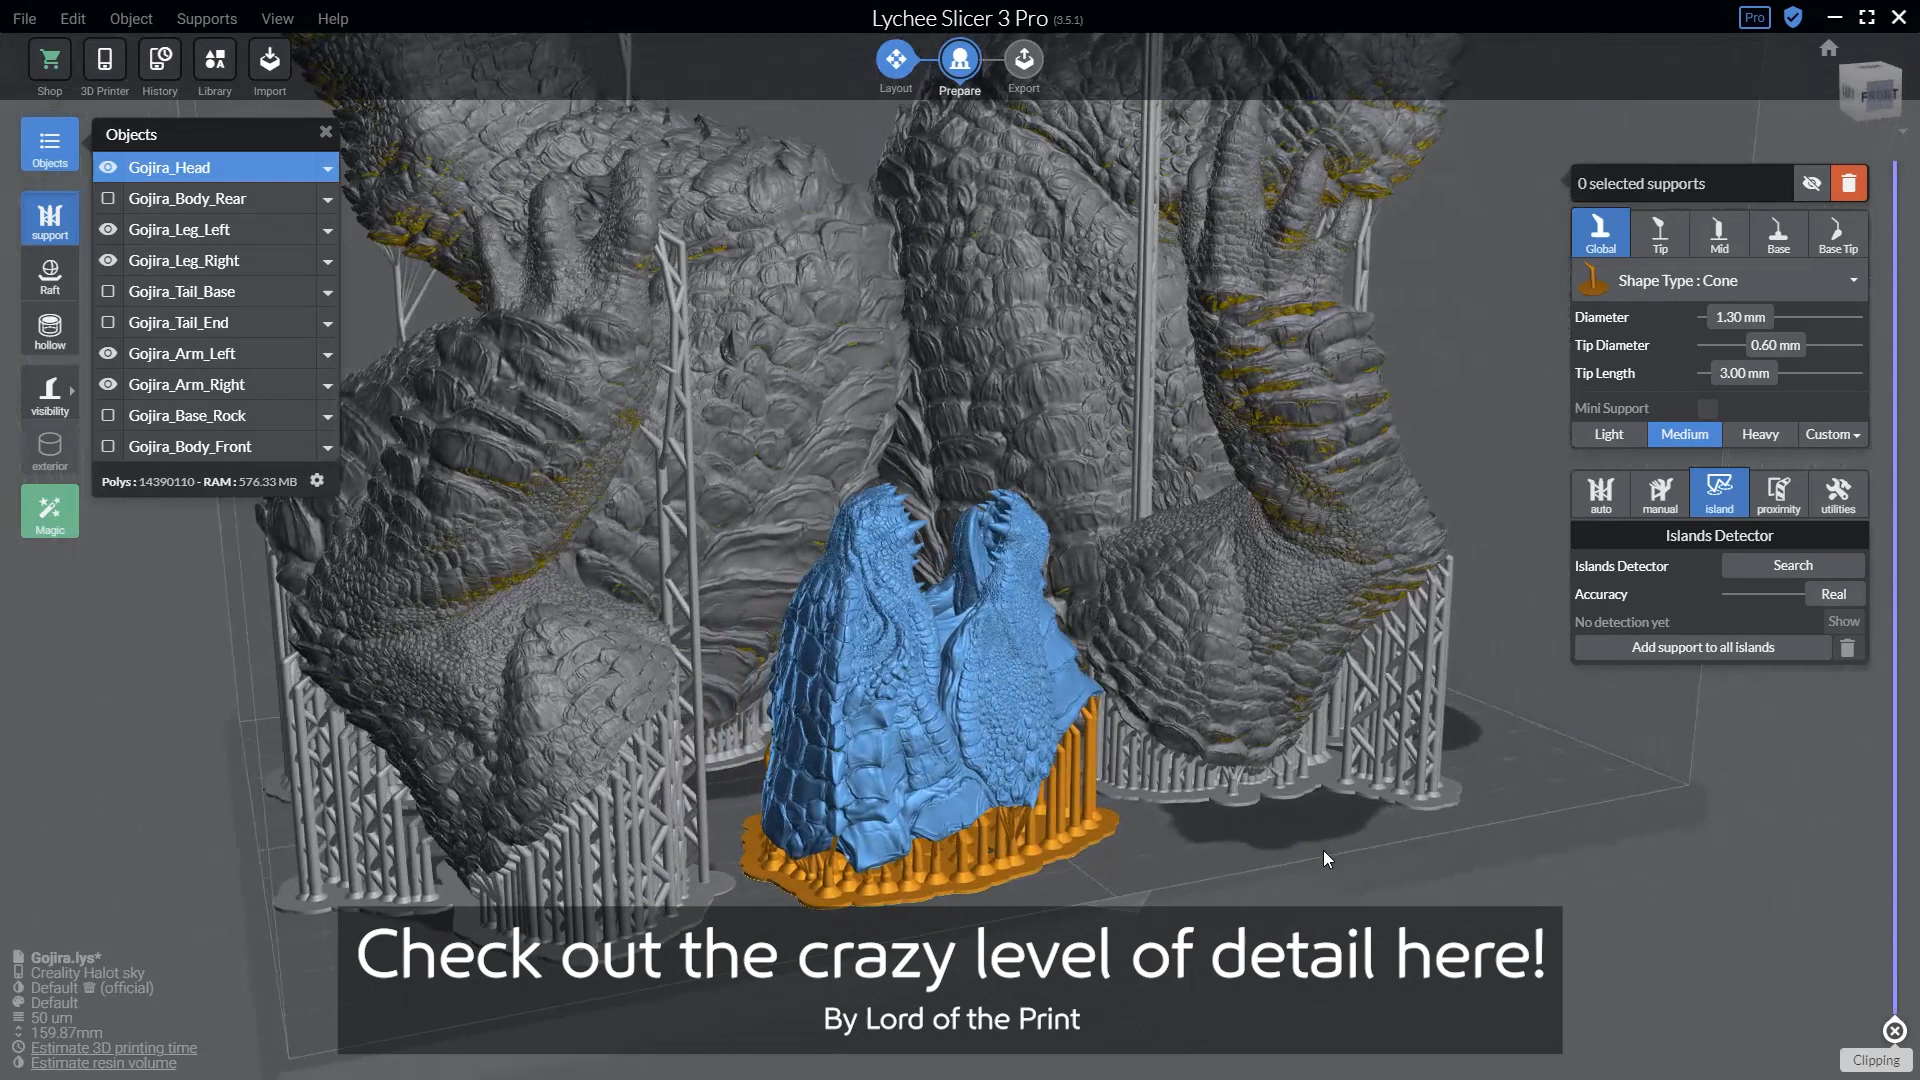 File Edit Object Supports View Help
Lychee Slicer 3 Pro (3.5.1)
Pro
Shop 3D Printer History Library Import
Layout Prepare Export
FRONT
Objects
Objects
Gojira_Head
Gojira_Body_Rear
Gojira_Leg_Left
Gojira_Leg_Right
Gojira_Tail_Base
Gojira_Tail_End
Gojira_Arm_Left
Gojira_Arm_Right
Gojira_Base_Rock
Gojira_Body_Front
Polys : 14390110 - RAM : 576.33 MB
support
Raft
hollow
visibility
exterior
Magic
0 selected supports
Global Tip Mid Base Base Tip
Shape Type : Cone
Diameter 1.30 mm
Tip Diameter 0.60 mm
Tip Length 3.00 mm
Mini Support
Light Medium Heavy Custom
auto manual island proximity utilities
Islands Detector
Islands Detector Search
Accuracy Real
No detection yet Show
Add support to all islands
Check out the crazy level of detail here!
By Lord of the Print
Gojira.lys*
Creality Halot sky
Default (official)
Default
50 um
159.87mm
Estimate 3D printing time
Estimate resin volume
Clipping